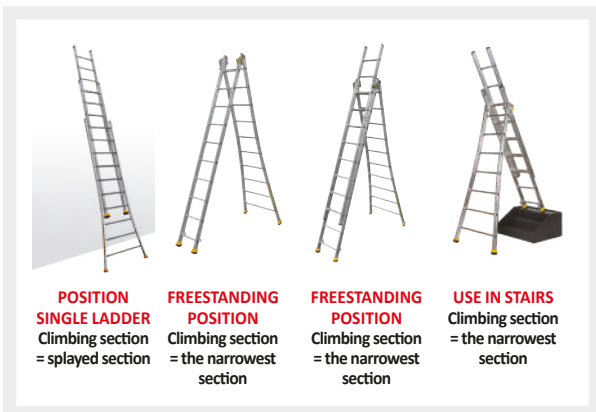 POSITION
SINGLE LADDER
Climbing section
= splayed section
FREESTANDING
POSITION
Climbing section
= the narrowest
section
FREESTANDING
POSITION
Climbing section
= the narrowest
section
USE IN STAIRS
Climbing section
= the narrowest
section